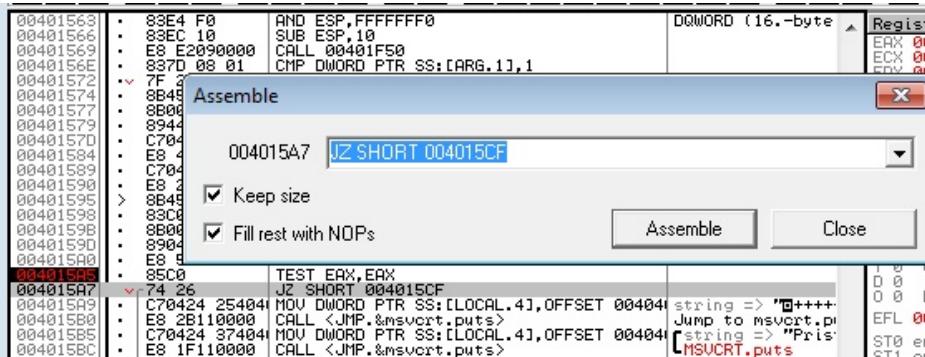 00401563 . 83E4 F0 AND ESP,FFFFFFF0 DQWORD (16.-byte
00401566 . 83EC 10 SUB ESP,10
00401569 . E8 E2090000 CALL 00401F50
0040156E . 837D 08 01 CMP DWORD PTR SS:[ARG.1],1
00401572 . 7F
00401574 . 8B45
00401577 . 8B00
00401579 . 8944
0040157D . C704
00401584 . E8 4
00401589 . C704
00401590 . E8 2
00401595 > 8B45
00401598 . 83C0
0040159B . 8B00
0040159D . 8904
004015A0 . E8 5
004015A5 . 85C0 TEST EAX,EAX
004015A7 . 74 26 JZ SHORT 004015CF
004015A9 . C70424 25404 MOV DWORD PTR SS:[LOCAL.4],OFFSET 00404 string =>
004015B0 . E8 2B110000 CALL <JMP.&msvcrt.puts> Jump to msvcrt.p
004015B5 . C70424 37404 MOV DWORD PTR SS:[LOCAL.4],OFFSET 00404 string => "Pris
004015BC . E8 1F110000 CALL <JMP.&msvcrt.puts> MSVCRT.puts
Assemble
004015A7 JZ SHORT 004015CF
Keep size
Fill rest with NOPs
Assemble Close
Regis
EAX
ECX
D 0
O 0
EFL
ST0